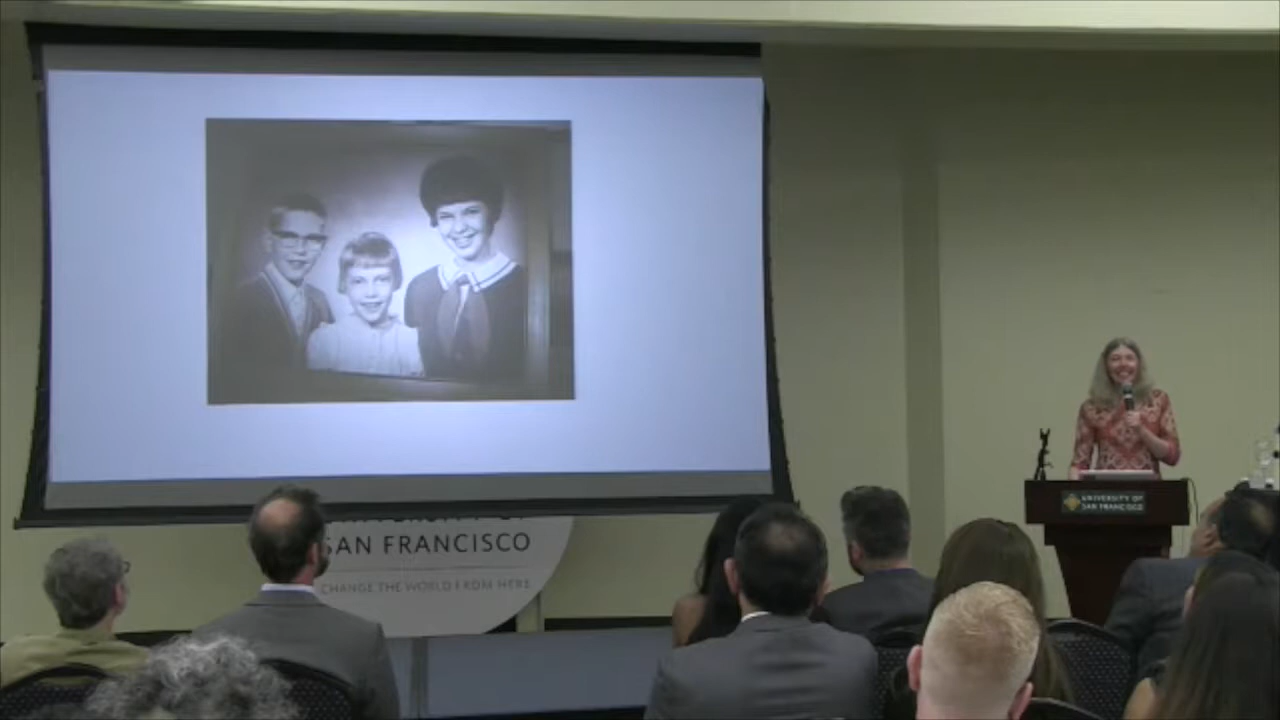 SAN FRANCISCO
CHANGE THE WORLD FROM HERE
UNIVERSITY OF
SAN FRANCISCO